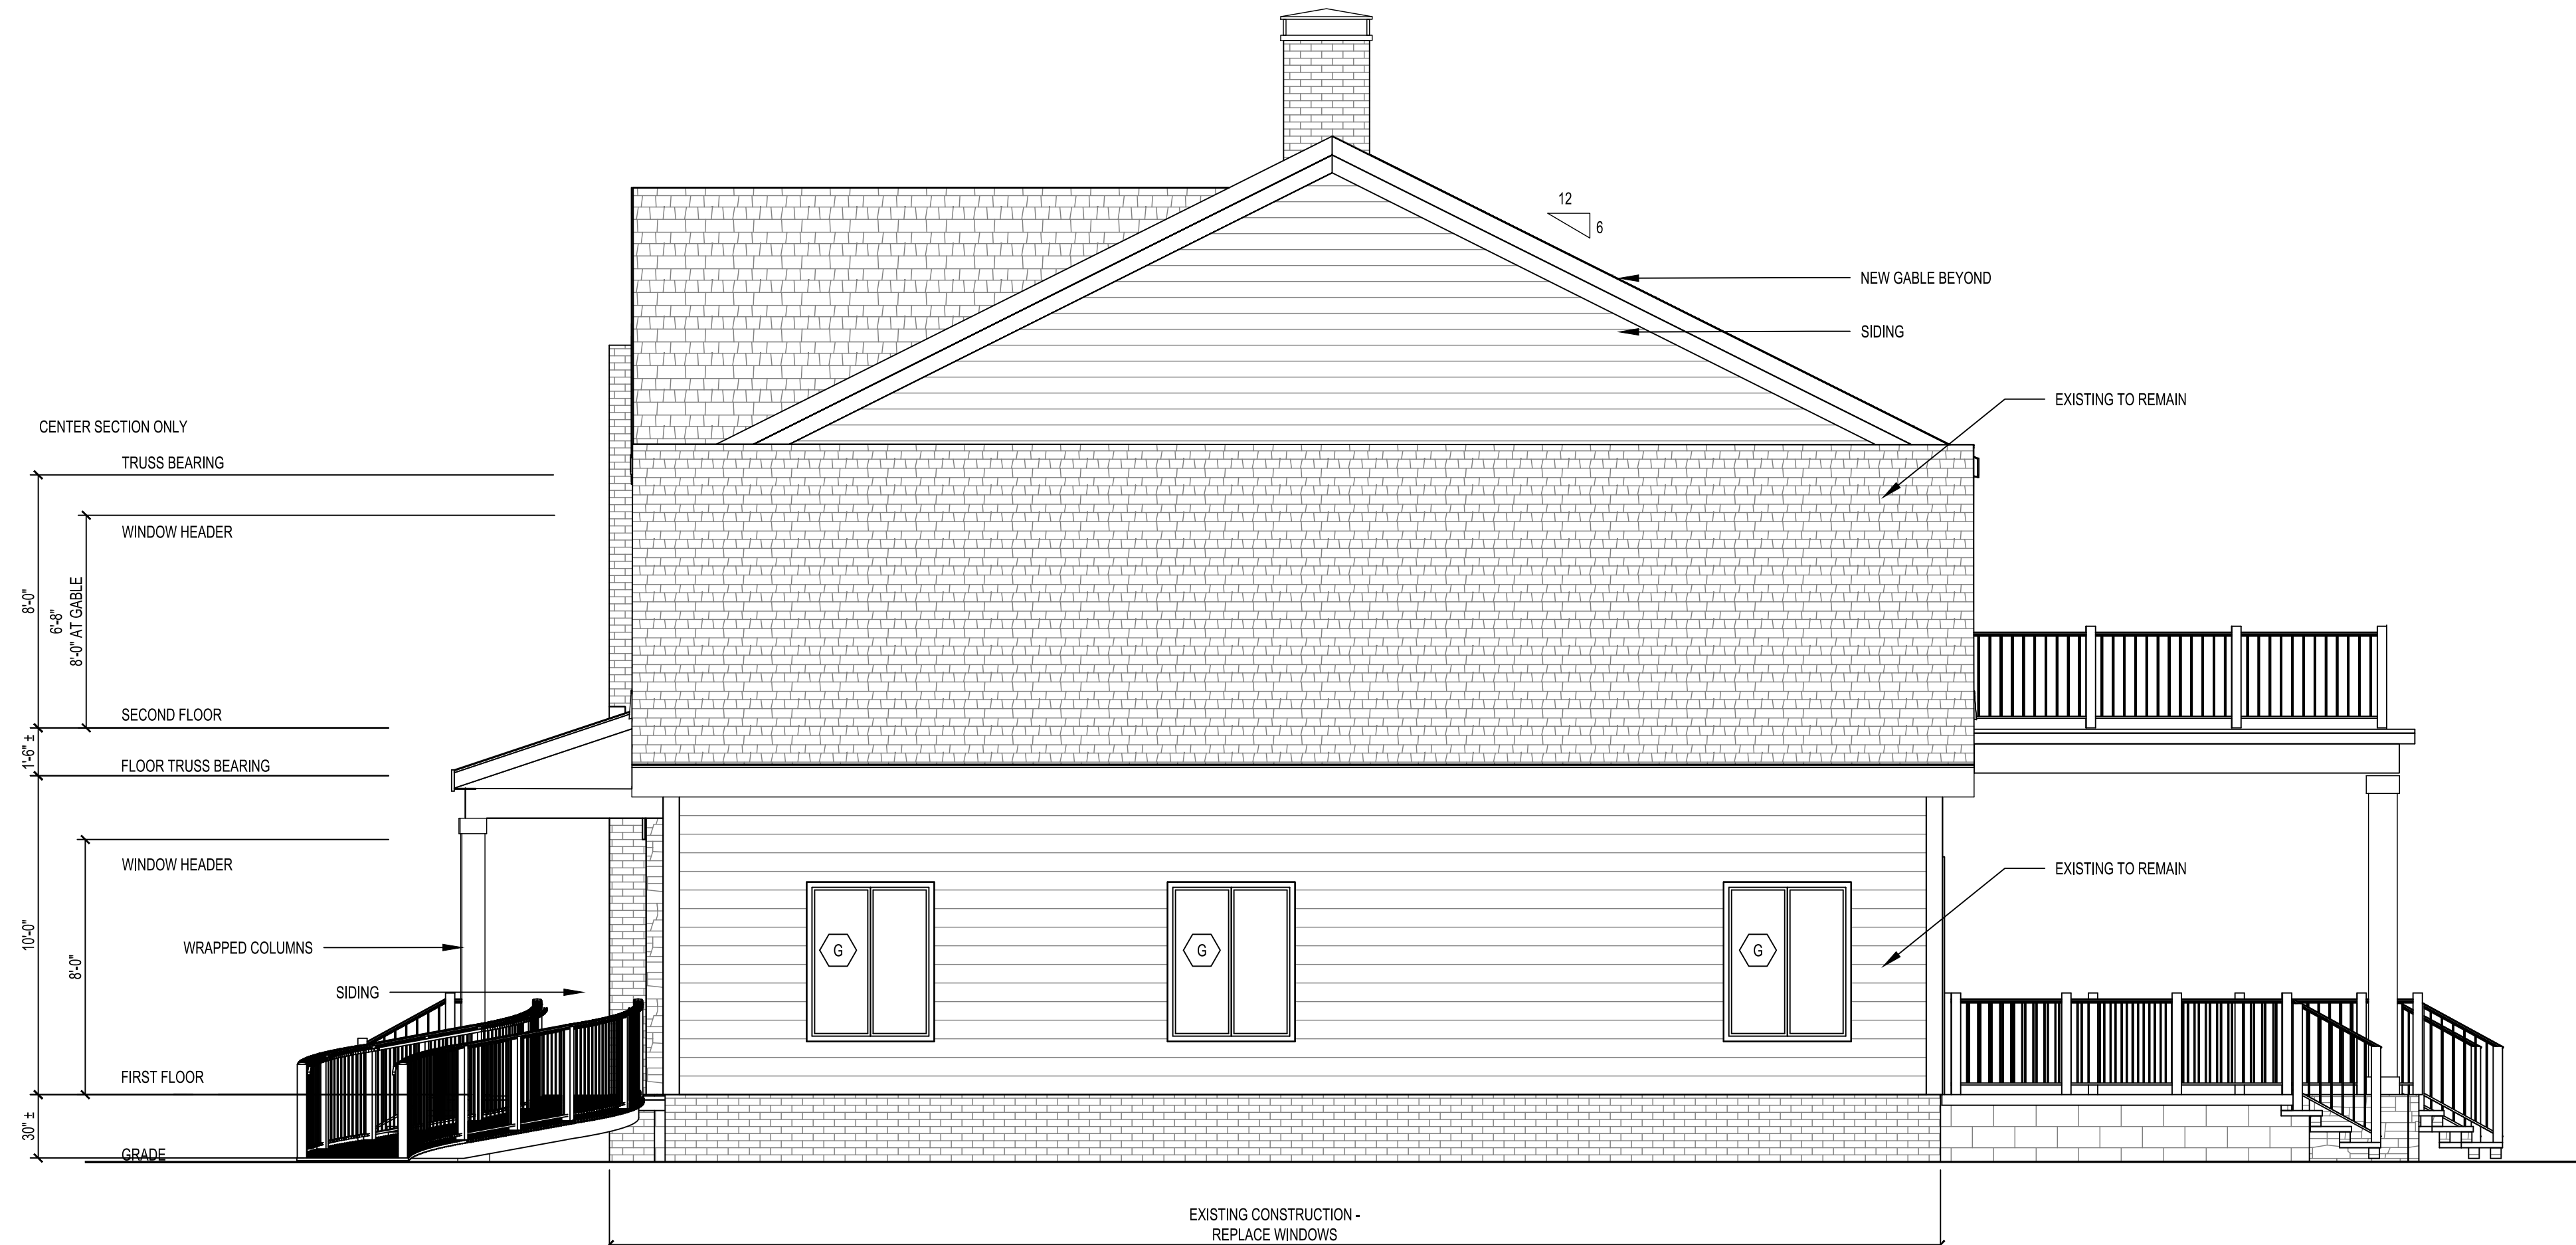 12
6
NEW GABLE BEYOND
SIDING
EXISTING TO REMAIN
CENTER SECTION ONLY
TRUSS BEARING
WINDOW HEADER
8'-0"
6'-8"
8'-0" AT GABLE
SECOND FLOOR
1'-6" ±
FLOOR TRUSS BEARING
WINDOW HEADER
EXISTING TO REMAIN
10'-0"
8'-0"
WRAPPED COLUMNS
G
G
G
SIDING
FIRST FLOOR
30" ±
GRADE
EXISTING CONSTRUCTION -
REPLACE WINDOWS